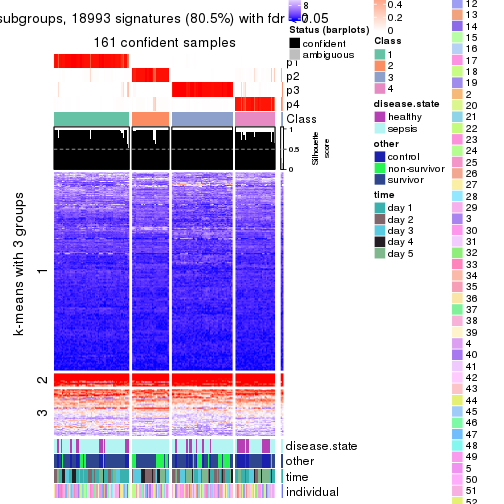 subgroups, 18993 signatures (80.5%) with fdr < 0.05
161 confident samples
p1
p2
p3
p4
Class
1
0.5
0
Silhouette
score
k-means with 3 groups
1
2
3
disease.state
other
time
individual
8
0
Status (barplots)
confident
ambiguous
0.4
0.2
0
Class
1
2
3
4
disease.state
healthy
sepsis
other
control
non-survivor
survivor
time
day 1
day 2
day 3
day 4
day 5
12
13
14
15
16
17
18
19
2
20
21
22
23
24
25
26
27
28
29
3
30
31
32
33
34
35
36
37
38
39
4
40
41
42
43
44
45
46
47
48
49
5
50
51
52